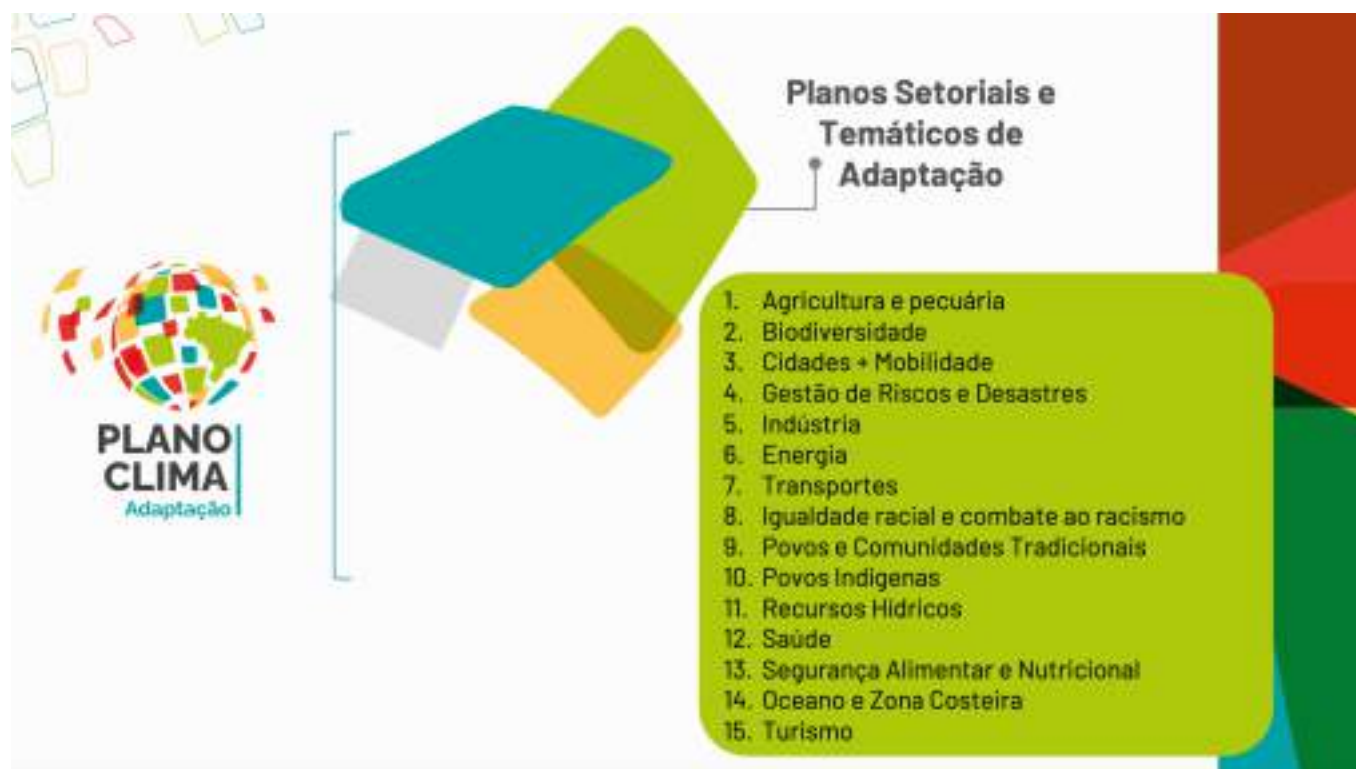 Planos Setoriais e
Temáticos de
Adaptação
PLANO
CLIMA
Adaptação
1. Agricultura e pecuária
2. Biodiversidade
3. Cidades + Mobilidade
4. Gestão de Riscos e Desastres
5. Indústria
6. Energia
7. Transportes
8. Igualdade racial e combate ao racismo
9. Povos e Comunidades Tradicionais
10. Povos Indígenas
11. Recursos Hídricos
12. Saúde
13. Segurança Alimentar e Nutricional
14. Oceano e Zona Costeira
15. Turismo